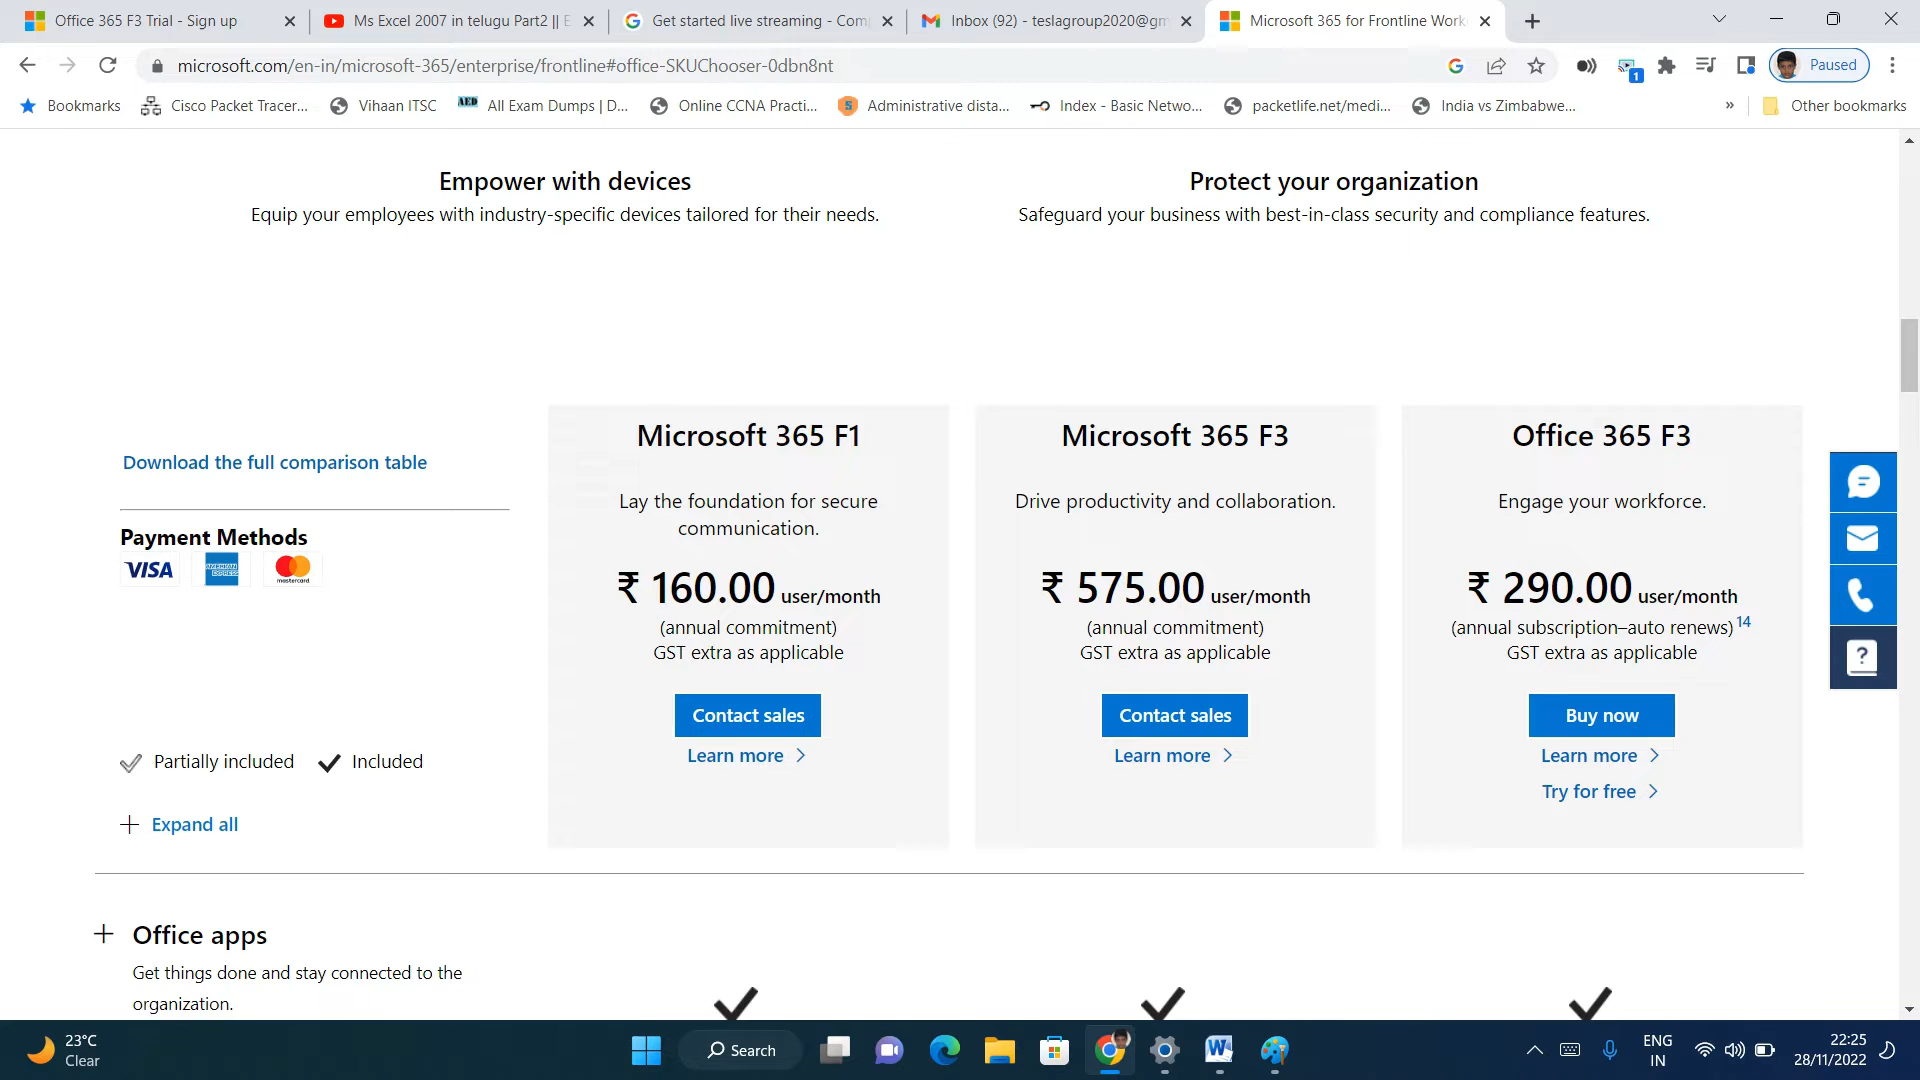 Office 365 F3 Trial - Sign up
Ms Excel 2007 in telugu Part2 || E
Get started live streaming - Com
Inbox (92) - teslagroup2020@gm
Microsoft 365 for Frontline Work
microsoft.com/en-in/microsoft-365/enterprise/frontline#office-SKUChooser-0dbn8nt
1
Paused
Bookmarks
Cisco Packet Tracer...
Vihaan ITSC
AED
All Exam Dumps | D...
Online CCNA Practi...
Administrative dista...
Index - Basic Netwo...
packetlife.net/medi...
India vs Zimbabwe...
»
Other bookmarks
Empower with devices
Equip your employees with industry-specific devices tailored for their needs.
Protect your organization
Safeguard your business with best-in-class security and compliance features.
Download the full comparison table
Payment Methods
VISA
AMERICAN EXPRESS
mastercard
Partially included
Included
Expand all
Microsoft 365 F1
Lay the foundation for secure
communication.
₹ 160.00 user/month
(annual commitment)
GST extra as applicable
Contact sales
Learn more
Microsoft 365 F3
Drive productivity and collaboration.
₹ 575.00 user/month
(annual commitment)
GST extra as applicable
Contact sales
Learn more
Office 365 F3
Engage your workforce.
₹ 290.00 user/month
(annual subscription–auto renews) 14
GST extra as applicable
Buy now
Learn more
Try for free
Office apps
Get things done and stay connected to the
organization.
23°C
Clear
Search
ENG
IN
22:25
28/11/2022